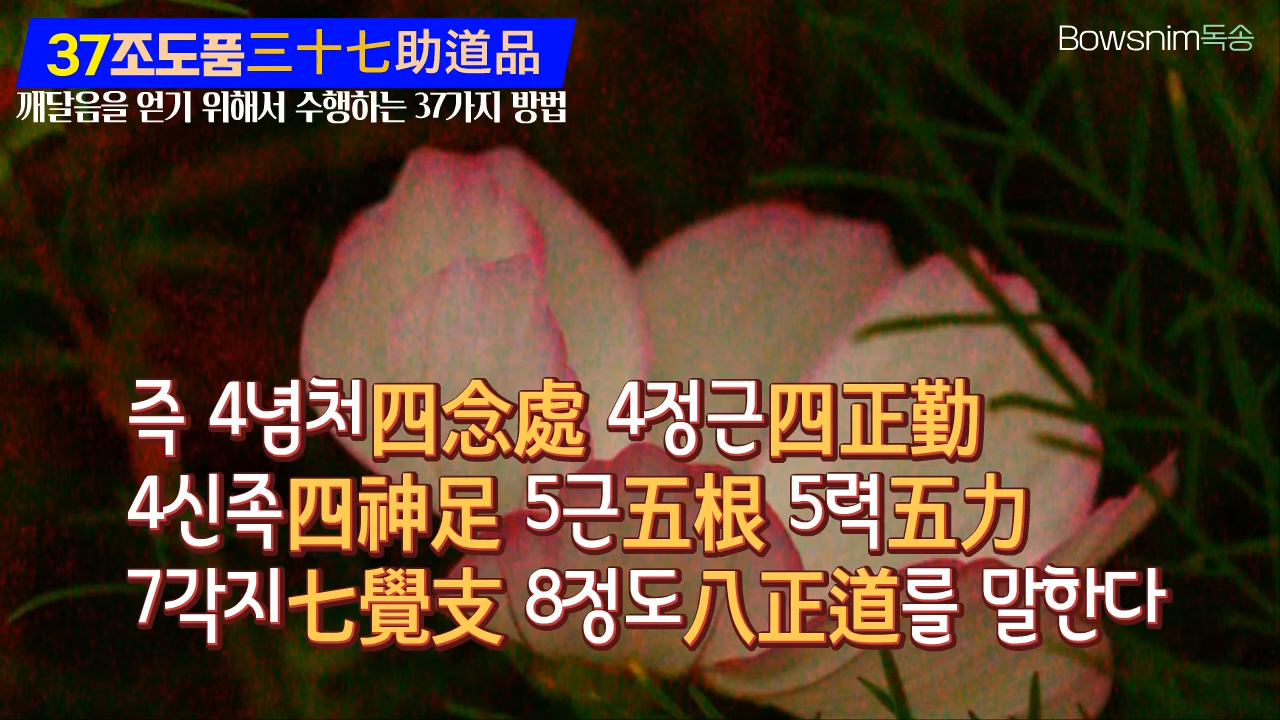 37조도품三十七助道品
Bowsnim독송
깨달음을 얻기 위해서 수행하는 37가지 방법
즉 4념처四念處 4정근四正勤
4신족四神足 5근五根 5력五力
7각지七覺支 8정도八正道를 말한다